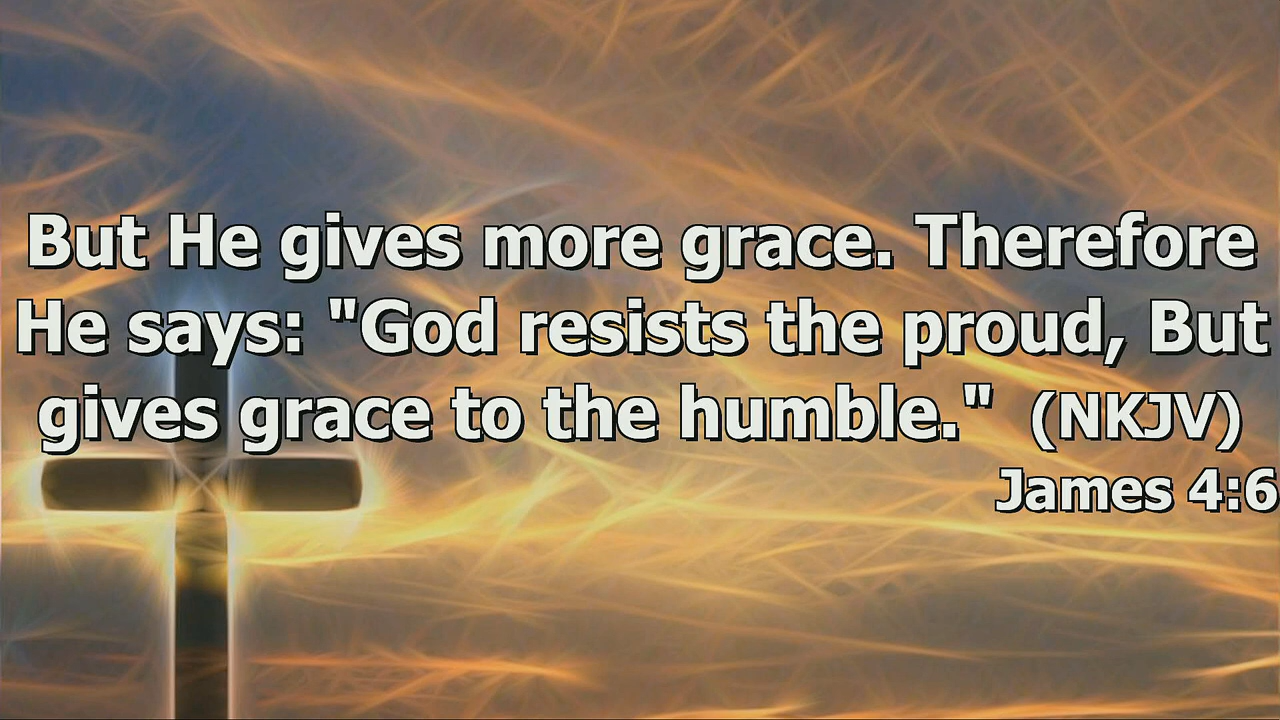 But He gives more grace. Therefore
He says: "God resists the proud, But
gives grace to the humble." (NKJV)
James 4:6